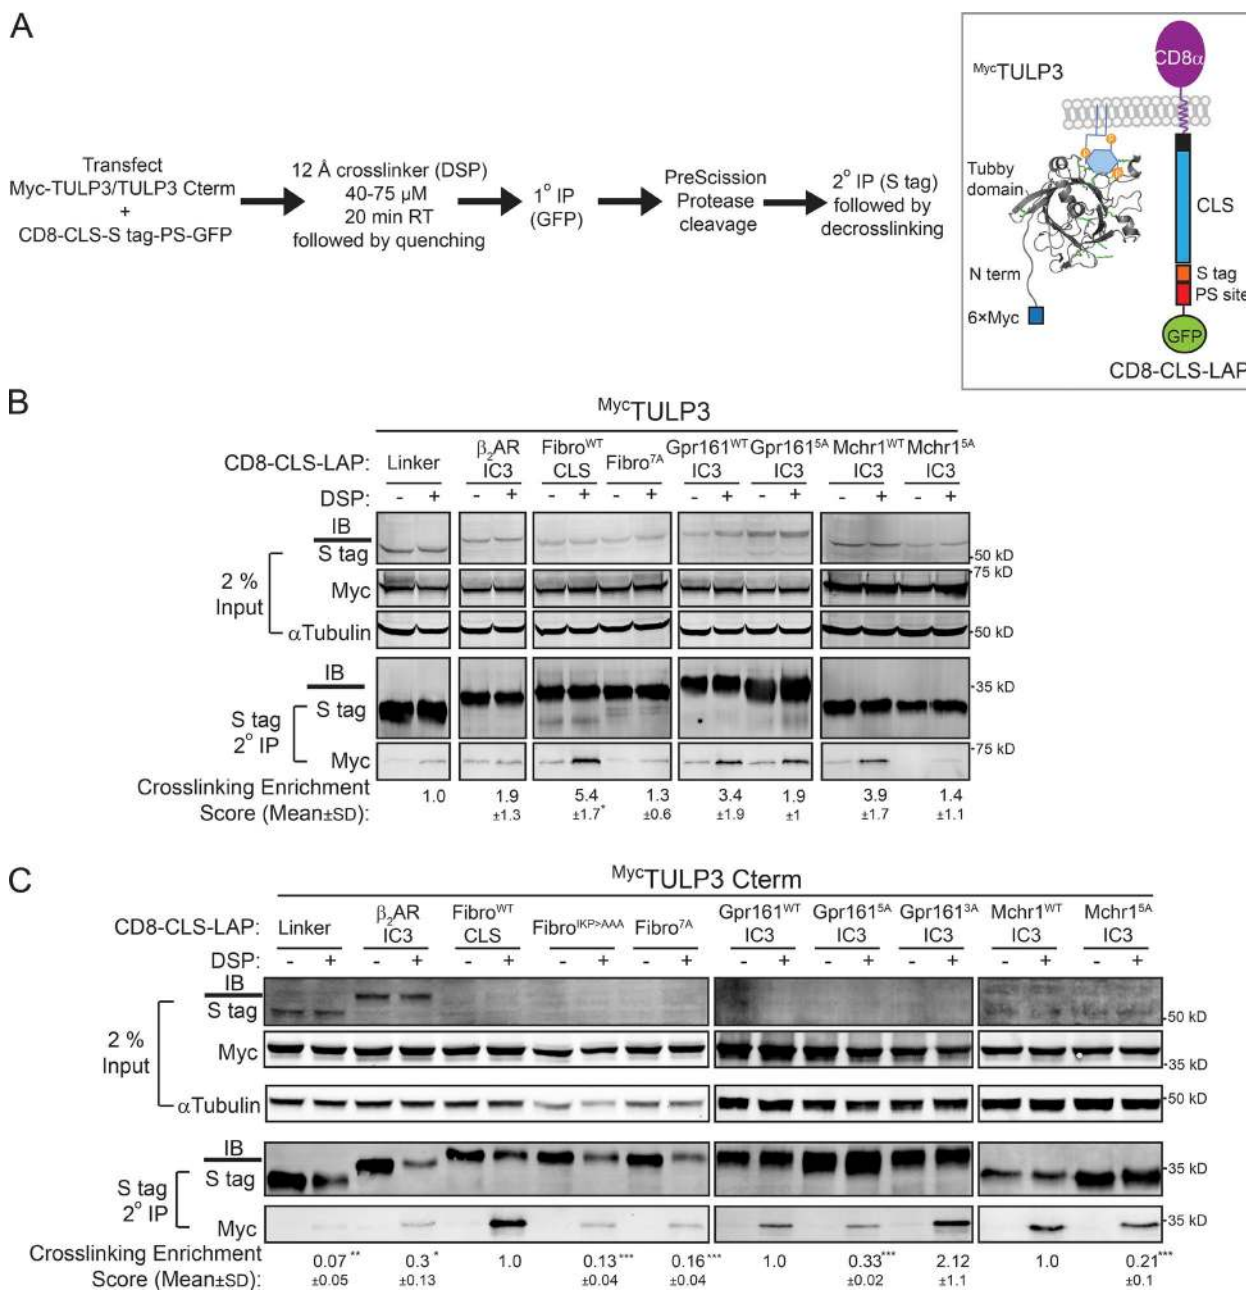 A
Transfect
Myc-TULP3/TULP3 Cterm
+
CD8-CLS-S tag-PS-GFP
12 Å crosslinker (DSP)
40-75 µM
20 min RT
followed by quenching
1° IP
(GFP)
PreScission
Protease
cleavage
2° IP (S tag)
followed by
decrosslinking
MycTULP3
CD8α
P
P
P
Tubby
domain
N term
6×Myc
CLS
S tag
PS site
GFP
CD8-CLS-LAP
B
MycTULP3
CD8-CLS-LAP: Linker β2AR IC3 FibroWT CLS Fibro7A Gpr161WT IC3 Gpr1615A IC3 Mchr1WT IC3 Mchr15A IC3
DSP: - + - + - + - + - + - + - + - +
2 % Input
IB
S tag 50 kD
75 kD
Myc
αTubulin 50 kD
S tag 2° IP
IB
35 kD
S tag
75 kD
Myc
Crosslinking Enrichment 1.0 1.9 5.4 1.3 3.4 1.9 3.9 1.4
Score (Mean±SD): ±1.3 ±1.7* ±0.6 ±1.9 ±1 ±1.7 ±1.1
C
MycTULP3 Cterm
CD8-CLS-LAP: Linker β2AR IC3 FibroWT CLS FibroIKP>AAA Fibro7A Gpr161WT IC3 Gpr1615A IC3 Gpr1613A IC3 Mchr1WT IC3 Mchr15A IC3
DSP: - + - + - + - + - + - + - + - + - + - +
2 % Input
IB
S tag 50 kD
Myc
35 kD
αTubulin 50 kD
S tag 2° IP
IB
S tag 35 kD
Myc 35 kD
Crosslinking Enrichment 0.07** 0.3* 1.0 0.13*** 0.16*** 1.0 0.33*** 2.12 1.0 0.21***
Score (Mean±SD): ±0.05 ±0.13 ±0.04 ±0.04 ±0.02 ±1.1 ±0.1